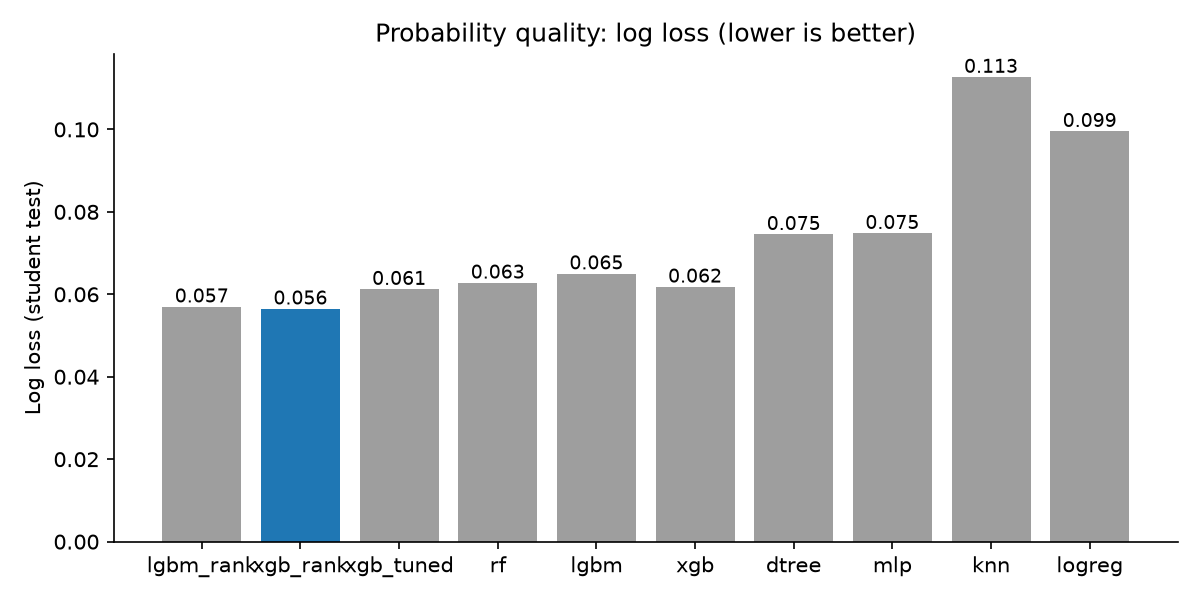 Probability quality: log loss (lower is better)
Log loss (student test)
0.10
0.08
0.06
0.04
0.02
0.00
0.057
0.056
0.061
0.063
0.065
0.062
0.075
0.075
0.113
0.099
lgbm_rank
xgb_rank
xgb_tuned
rf
lgbm
xgb
dtree
mlp
knn
logreg